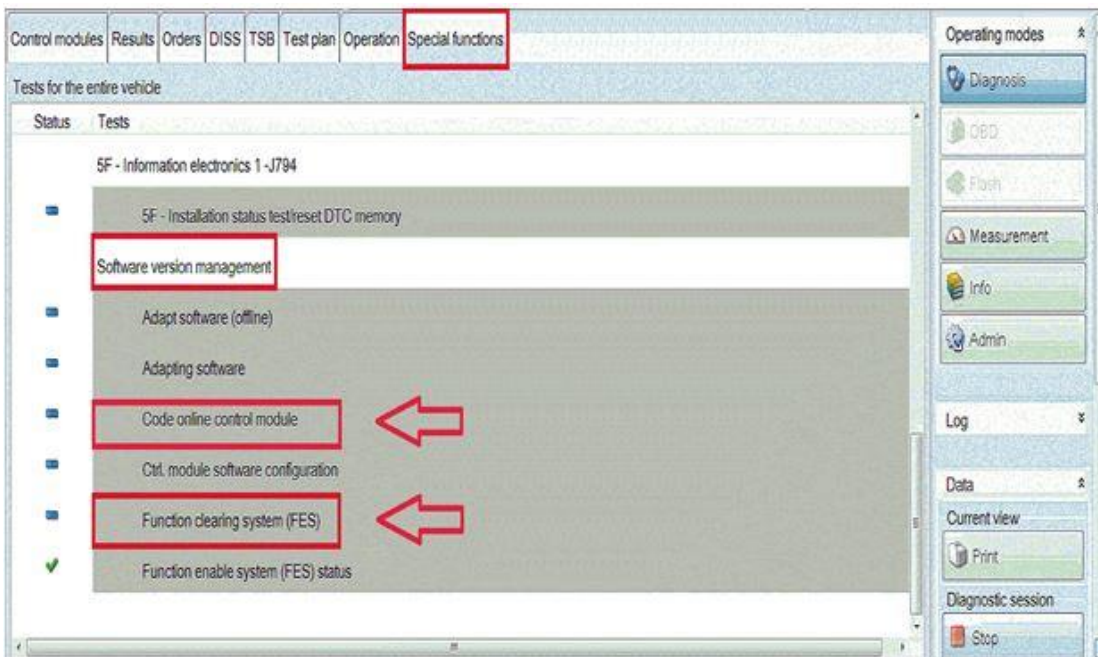 Control modules Results Orders DISS TSB Test plan Operation Special functions
Tests for the entire vehicle
Status Tests
5F - Information electronics 1 -J794
5F - Installation status test/reset DTC memory
Software version management
Adapt software (offline)
Adapting software
Code online control module
Ctrl. module software configuration
Function clearing system (FES)
Function enable system (FES) status
Operating modes
Diagnosis
OBD
Flash
Measurement
Info
Admin
Log
Data
Current view
Print
Diagnostic session
Stop